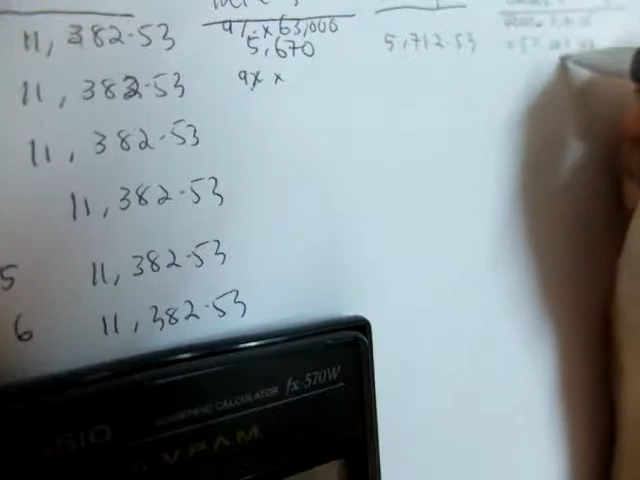 11, 382.53
9% x 63,000
5,670
5,712.53
11, 382.53
9% x
11, 382.53
11, 382.53
5 11, 382.53
6 11, 382.53
SCIENTIFIC CALCULATOR fx-570W
V.P.A.M.